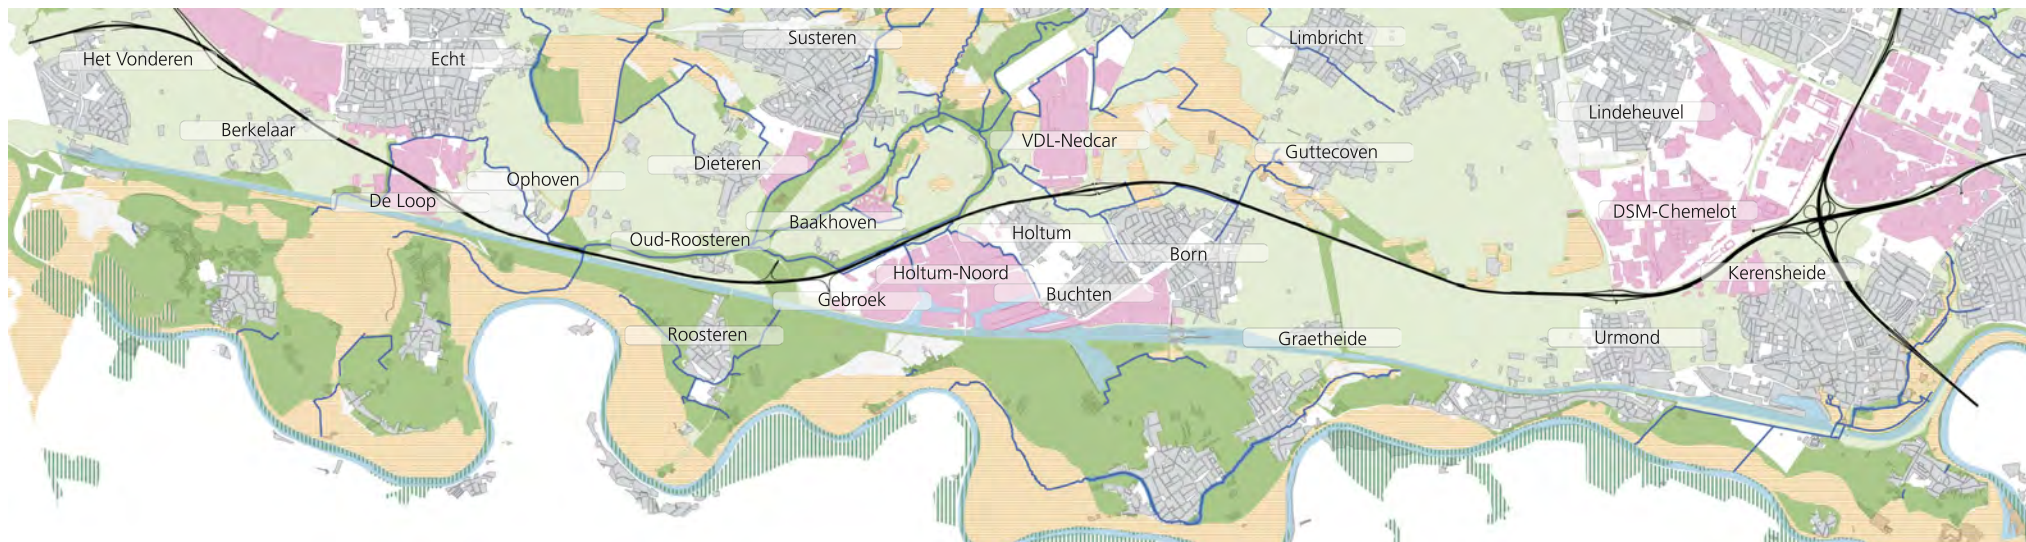 Susteren
Limbricht
Het Vonderen
Echt
Lindeheuvel
Berkelaar
VDL-Nedcar
Guttecoven
Dieteren
Ophoven
De Loop
DSM-Chemelot
Baakhoven
Holtum
Oud-Roosteren
Born
Holtum-Noord
Kerensheide
Buchten
Gebroek
Roosteren
Graetheide
Urmond